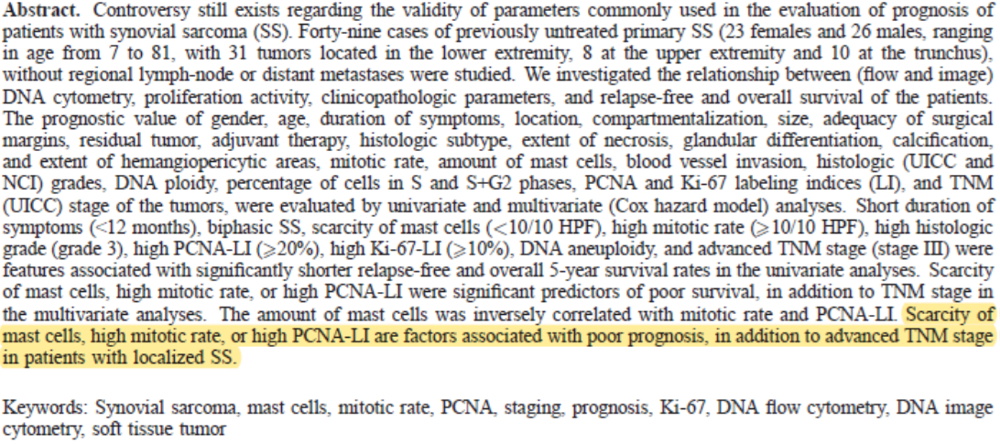 Abstract. Controversy still exists regarding the validity of parameters commonly used in the evaluation of prognosis of
patients with synovial sarcoma (SS). Forty-nine cases of previously untreated primary SS (23 females and 26 males, ranging
in age from 7 to 81, with 31 tumors located in the lower extremity, 8 at the upper extremity and 10 at the trunchus),
without regional lymph-node or distant metastases were studied. We investigated the relationship between (flow and image)
DNA cytometry, proliferation activity, clinicopathologic parameters, and relapse-free and overall survival of the patients.
The prognostic value of gender, age, duration of symptoms, location, compartmentalization, size, adequacy of surgical
margins, residual tumor, adjuvant therapy, histologic subtype, extent of necrosis, glandular differentiation, calcification,
and extent of hemangiopericytic areas, mitotic rate, amount of mast cells, blood vessel invasion, histologic (UICC and
NCI) grades, DNA ploidy, percentage of cells in S and S+G2 phases, PCNA and Ki-67 labeling indices (LI), and TNM
(UICC) stage of the tumors, were evaluated by univariate and multivariate (Cox hazard model) analyses. Short duration of
symptoms (<12 months), biphasic SS, scarcity of mast cells (<10/10 HPF), high mitotic rate (⩾10/10 HPF), high histologic
grade (grade 3), high PCNA-LI (⩾20%), high Ki-67-LI (⩾10%), DNA aneuploidy, and advanced TNM stage (stage III) were
features associated with significantly shorter relapse-free and overall 5-year survival rates in the univariate analyses. Scarcity
of mast cells, high mitotic rate, or high PCNA-LI were significant predictors of poor survival, in addition to TNM stage in
the multivariate analyses. The amount of mast cells was inversely correlated with mitotic rate and PCNA-LI. Scarcity of
mast cells, high mitotic rate, or high PCNA-LI are factors associated with poor prognosis, in addition to advanced TNM stage
in patients with localized SS.
Keywords: Synovial sarcoma, mast cells, mitotic rate, PCNA, staging, prognosis, Ki-67, DNA flow cytometry, DNA image
cytometry, soft tissue tumor